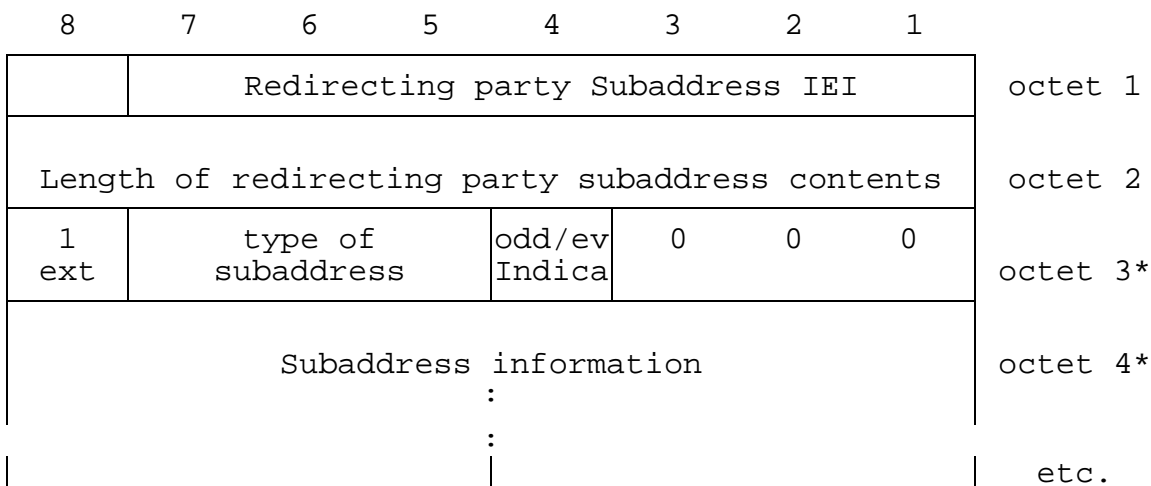 8 7 6 5 4 3 2 1
Redirecting party Subaddress IEI octet 1
Length of redirecting party subaddress contents octet 2
1 type of odd/ev 0 0 0
ext subaddress Indica octet 3*
Subaddress information octet 4*
:
:
etc.